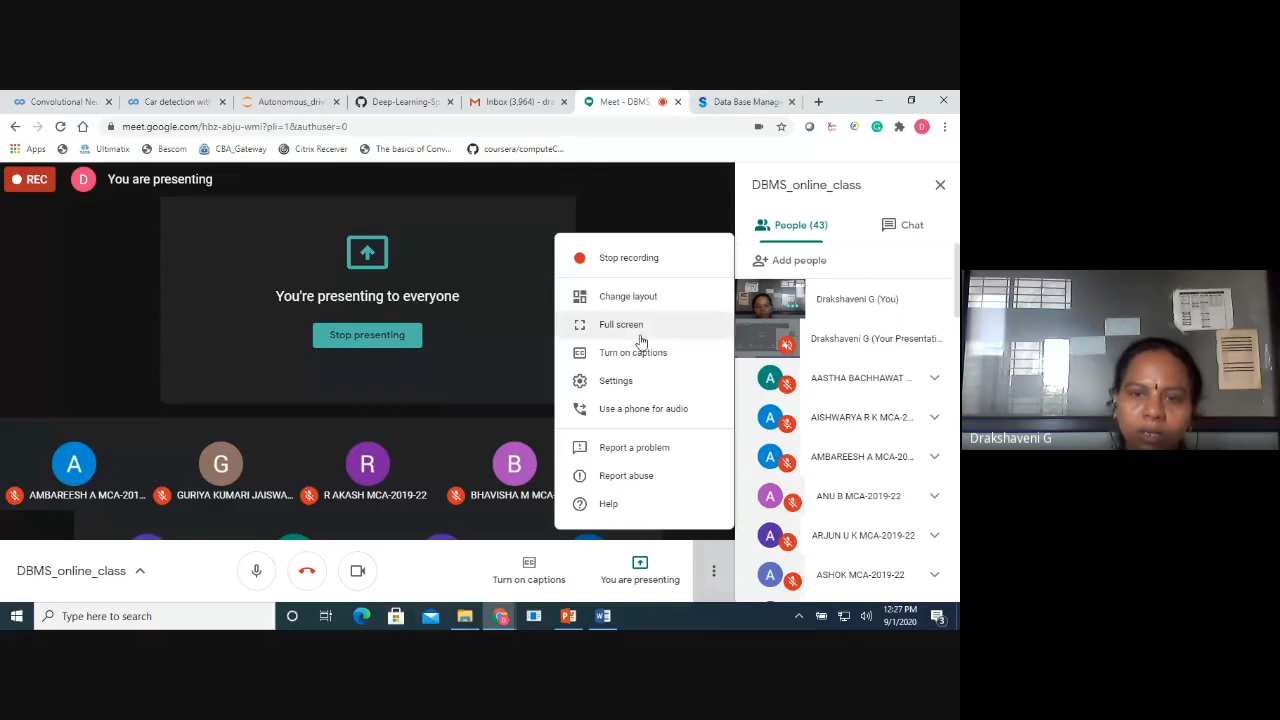 Convolutional Ne
Car detection with
Autonomous_driv
Deep-Learning-Sp
Inbox (3,964) - dra
Meet - DBMS_
Data Base Manage
meet.google.com/hbz-abju-wmi?pli=1&authuser=0
D
Apps
Ultimatix
Bescom
CBA_Gateway
Citrix Receiver
The basics of Conv...
coursera/computeC...
REC
D
You are presenting
DBMS_online_class
People (43)
Chat
Add people
You're presenting to everyone
Stop presenting
Stop recording
Change layout
Full screen
Turn on captions
Settings
Use a phone for audio
Report a problem
Report abuse
Help
Drakshaveni G (You)
Drakshaveni G (Your Presentati...
A
AASTHA BACHHAWAT ...
A
AISHWARYA R K MCA-2...
A
AMBAREESH A MCA-20...
A
ANU B MCA-2019-22
A
ARJUN U K MCA-2019-22
A
ASHOK MCA-2019-22
A
AMBAREESH A MCA-201...
G
GURIYA KUMARI JAISWA...
R
R AKASH MCA-2019-22
B
BHAVISHA M MCA-
DBMS_online_class
Turn on captions
You are presenting
Type here to search
12:27 PM
9/1/2020
3
Drakshaveni G